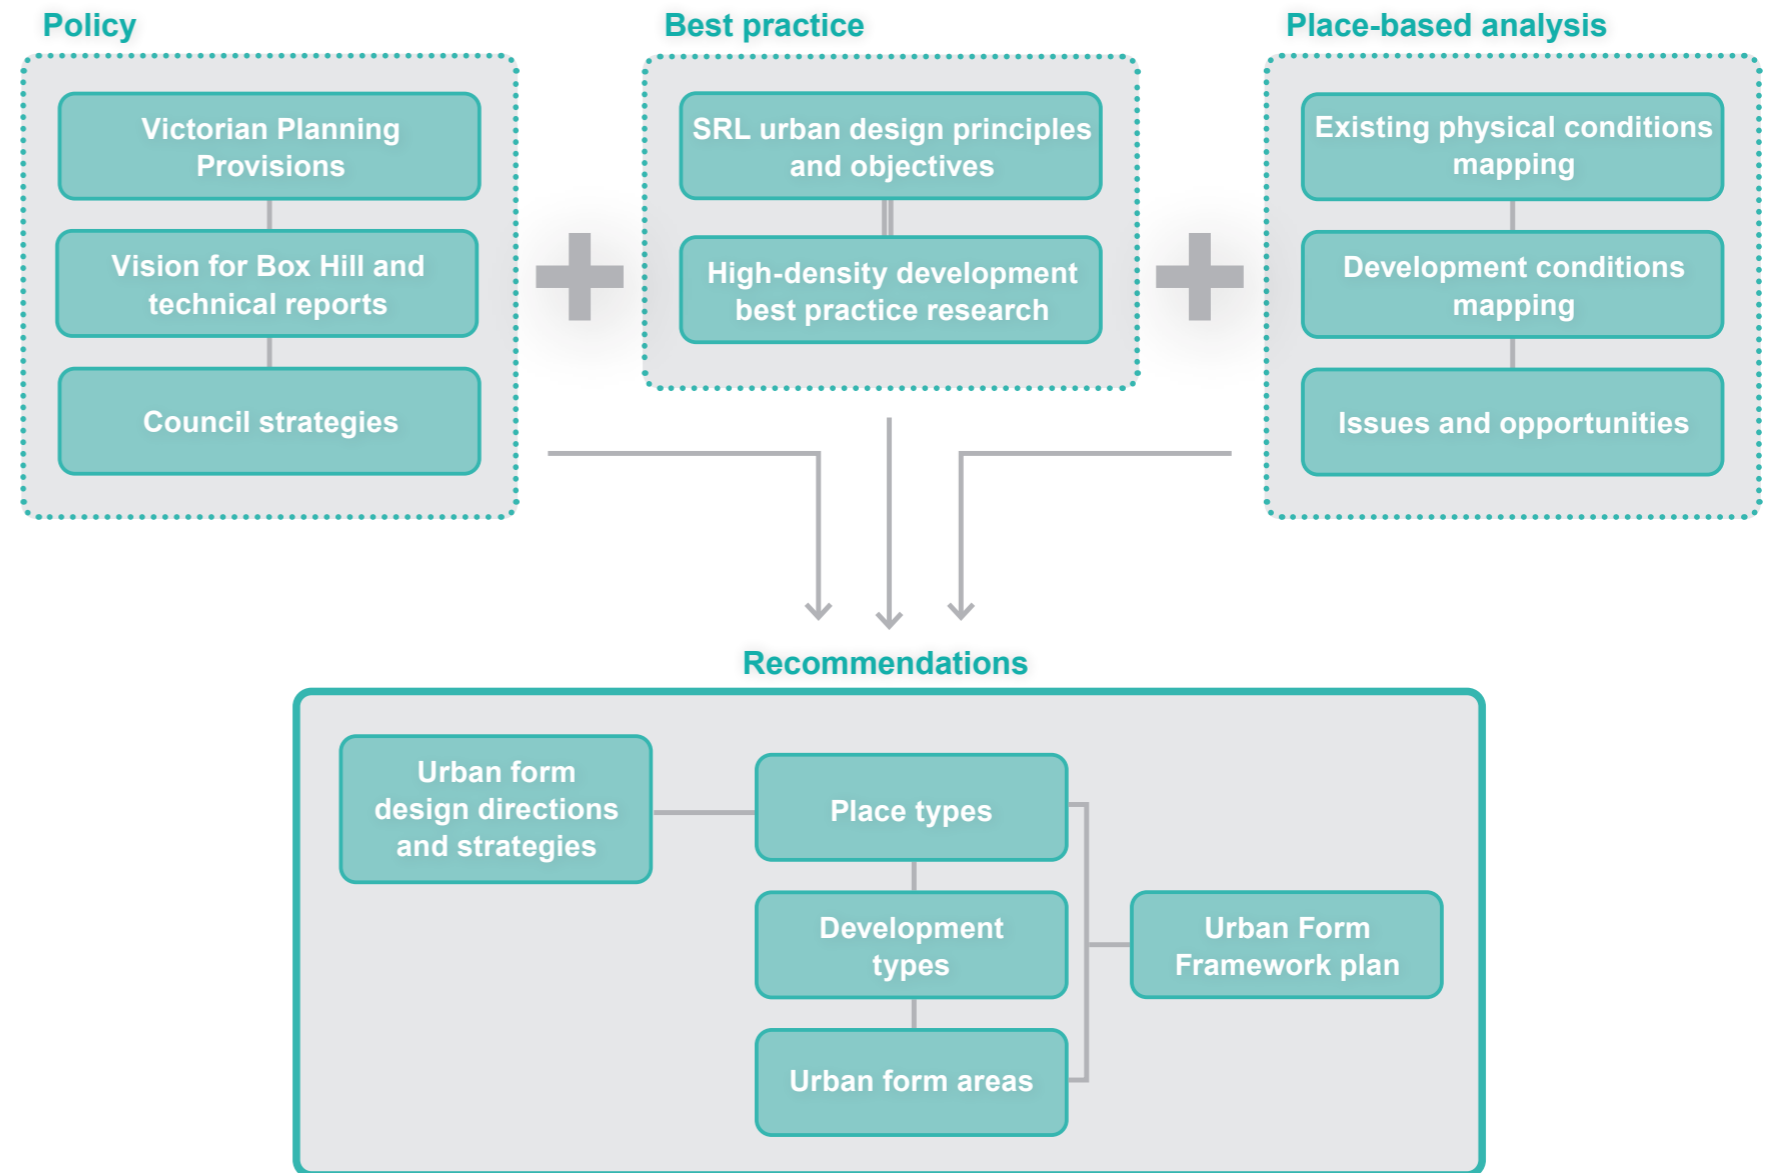 Policy
Victorian Planning
Provisions
Vision for Box Hill and
technical reports
Council strategies
Best practice
SRL urban design principles
and objectives
High-density development
best practice research
Place-based analysis
Existing physical conditions
mapping
Development conditions
mapping
Issues and opportunities
Recommendations
Urban form
design directions
and strategies
Place types
Development
types
Urban form areas
Urban Form
Framework plan